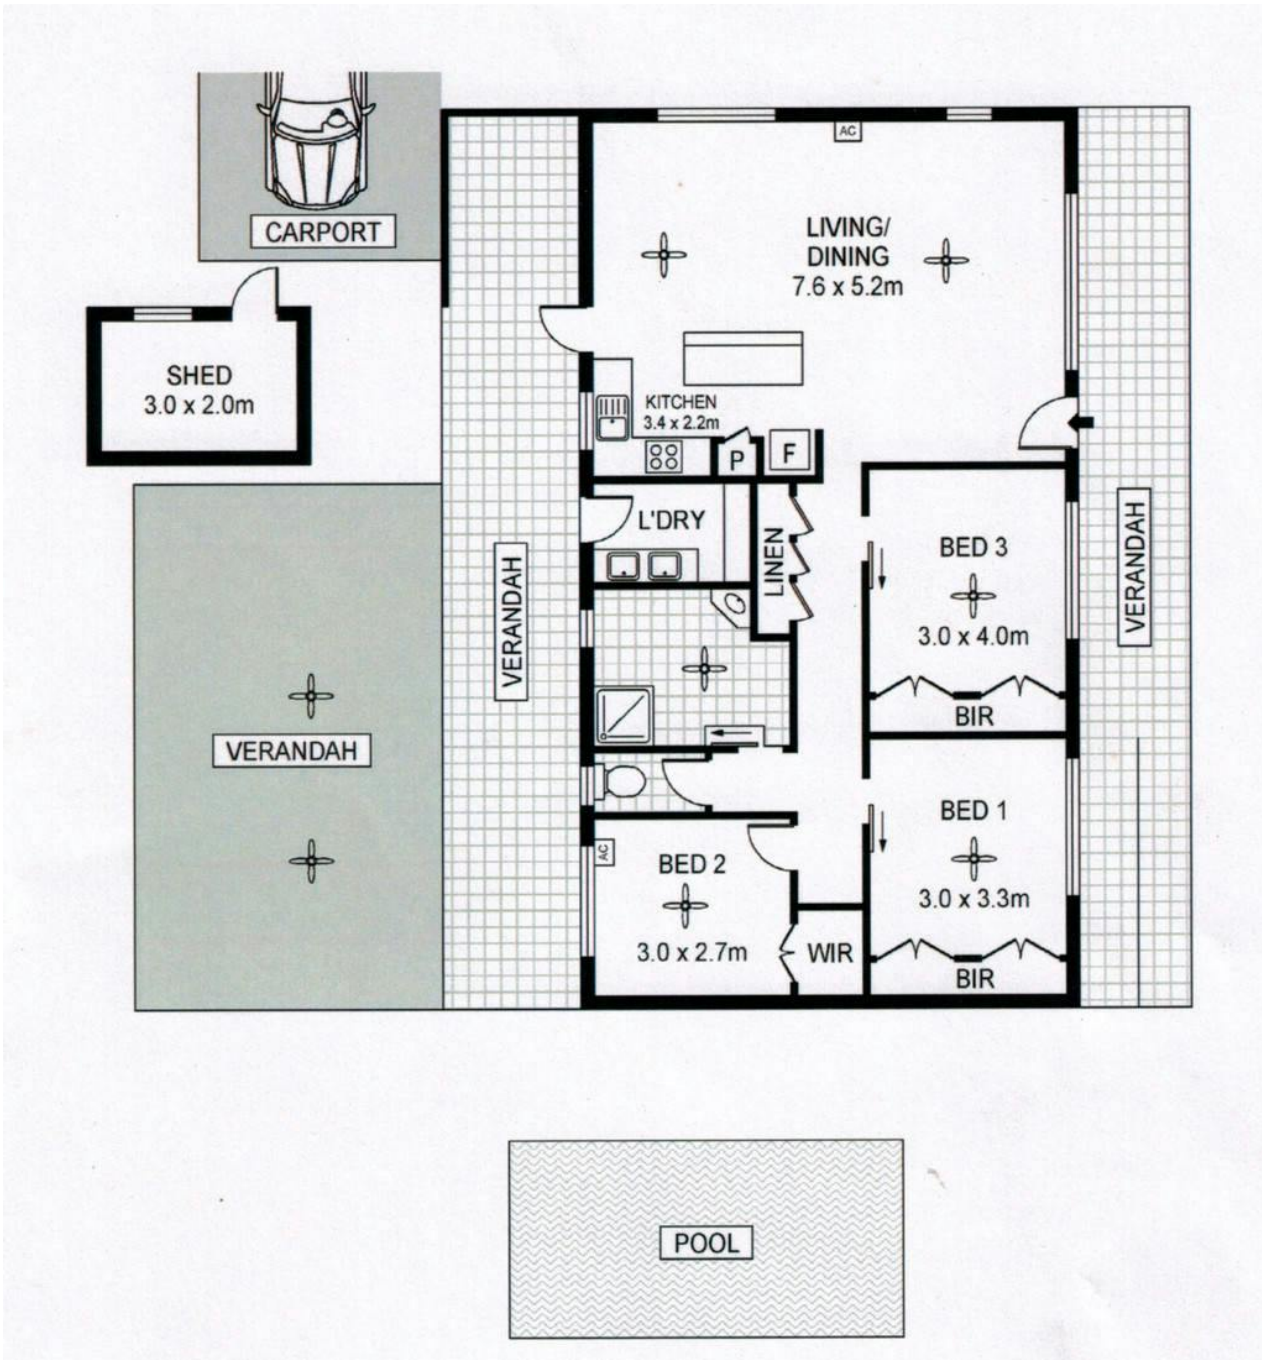 CARPORT
AC
LIVING/
DINING
7.6 x 5.2m
SHED
3.0 x 2.0m
KITCHEN
3.4 x 2.2m
P
F
L'DRY
LINEN
BED 3
3.0 x 4.0m
BIR
VERANDAH
VERANDAH
VERANDAH
AC
BED 2
3.0 x 2.7m
WIR
BED 1
3.0 x 3.3m
BIR
POOL